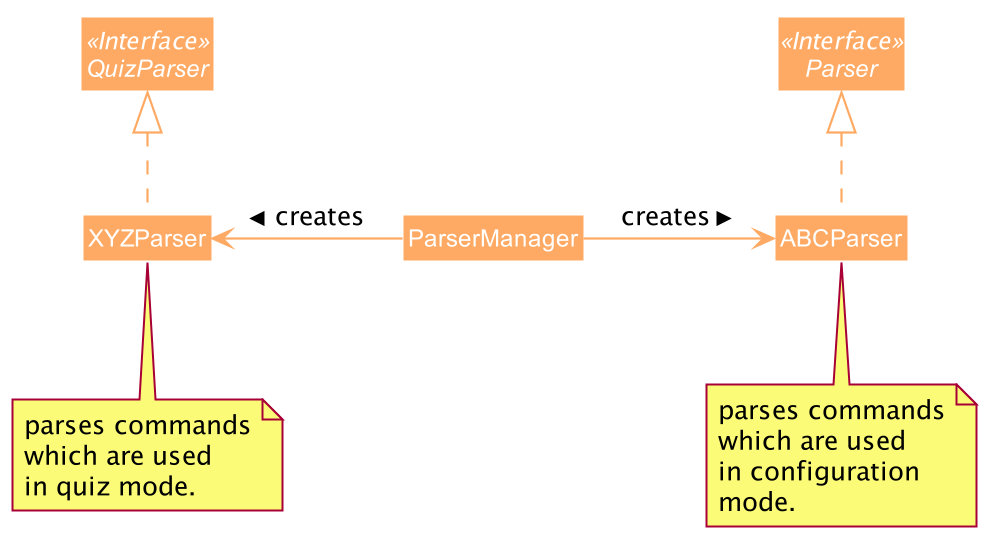 «Interface»
QuizParser
«Interface»
Parser
◄ creates
creates ►
XYZParser
ParserManager
ABCParser
parses commands
which are used
in quiz mode.
parses commands
which are used
in configuration
mode.